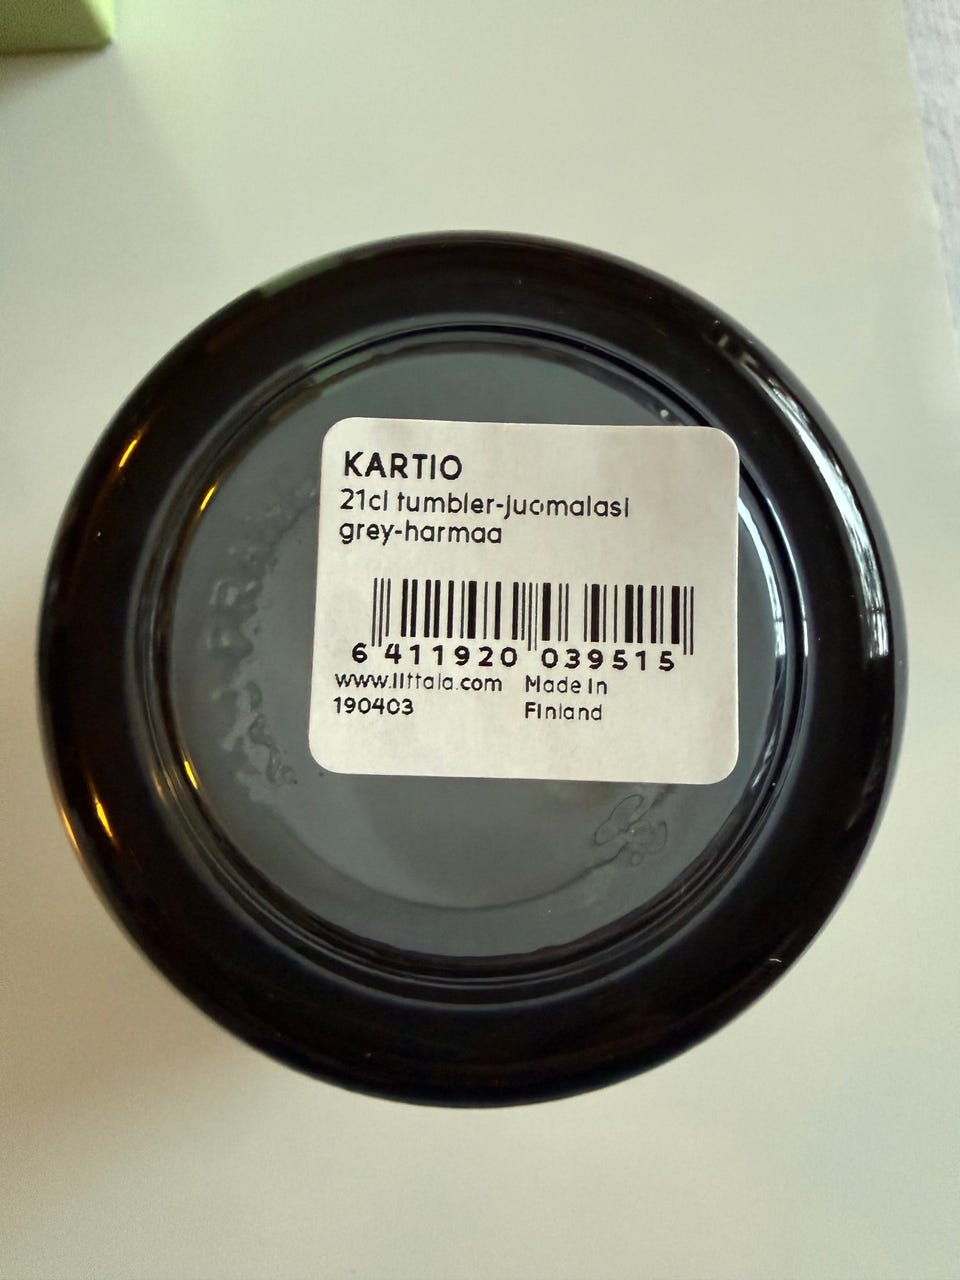 KARTIO
21cl tumbler-juomalasi
grey-harmaa
6 411920 039515
www.iittala.com Made in
190403 Finland